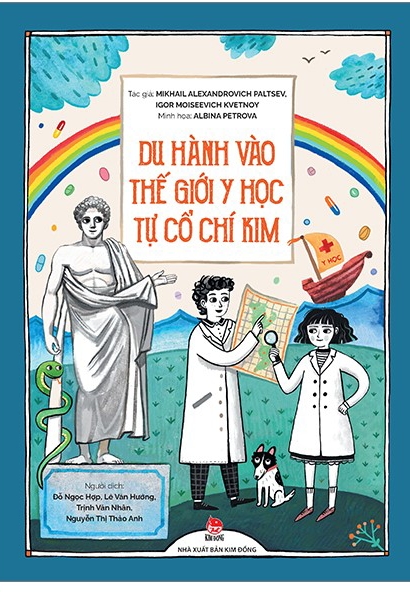 Tác giả: MIKHAIL ALEXANDROVICH PALTSEV,
IGOR MOISEEVICH KVETNOY
Minh họa: ALBINA PETROVA
DU HÀNH VÀO
THẾ GIỚI Y HỌC
TỰ CỔ CHÍ KIM
Y HỌC
Người dịch:
Đỗ Ngọc Hợp, Lê Văn Hưởng,
Trịnh Văn Nhân,
Nguyễn Thị Thảo Anh
KIM ĐỒNG
NHÀ XUẤT BẢN KIM ĐỒNG